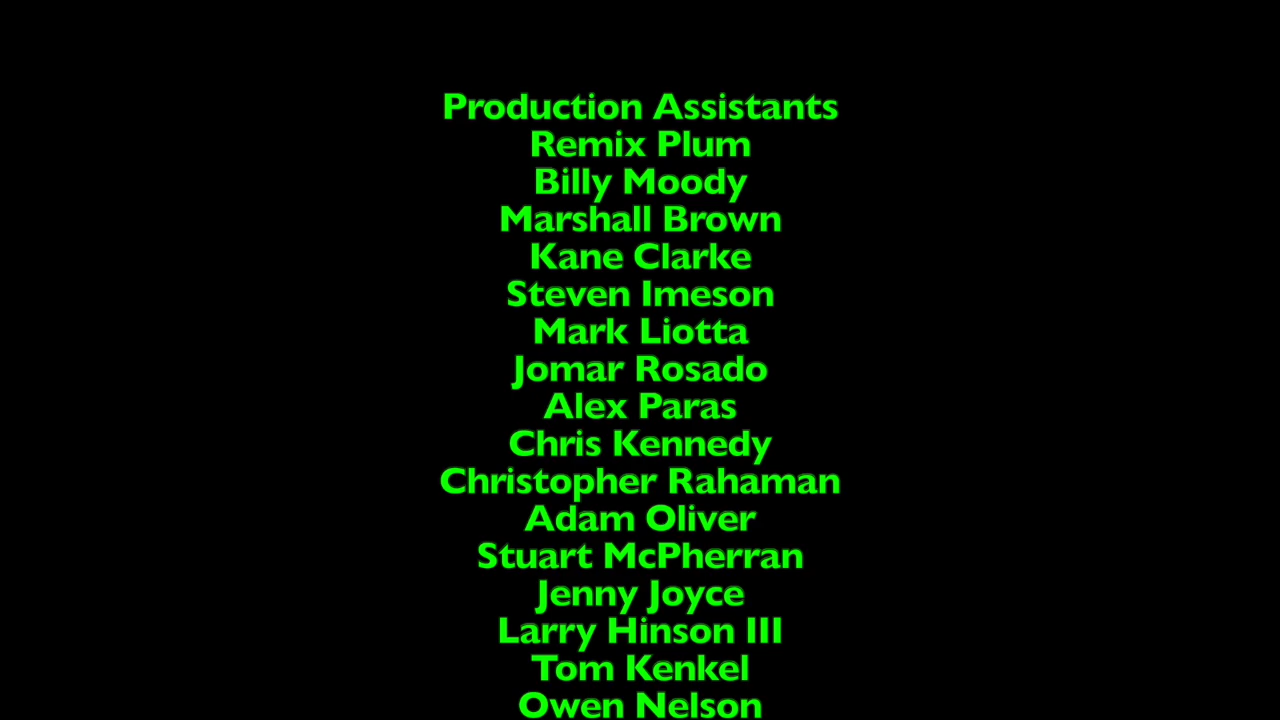 Production Assistants
Remix Plum
Billy Moody
Marshall Brown
Kane Clarke
Steven Imeson
Mark Liotta
Jomar Rosado
Alex Paras
Chris Kennedy
Christopher Rahaman
Adam Oliver
Stuart McPherran
Jenny Joyce
Larry Hinson III
Tom Kenkel
Owen Nelson